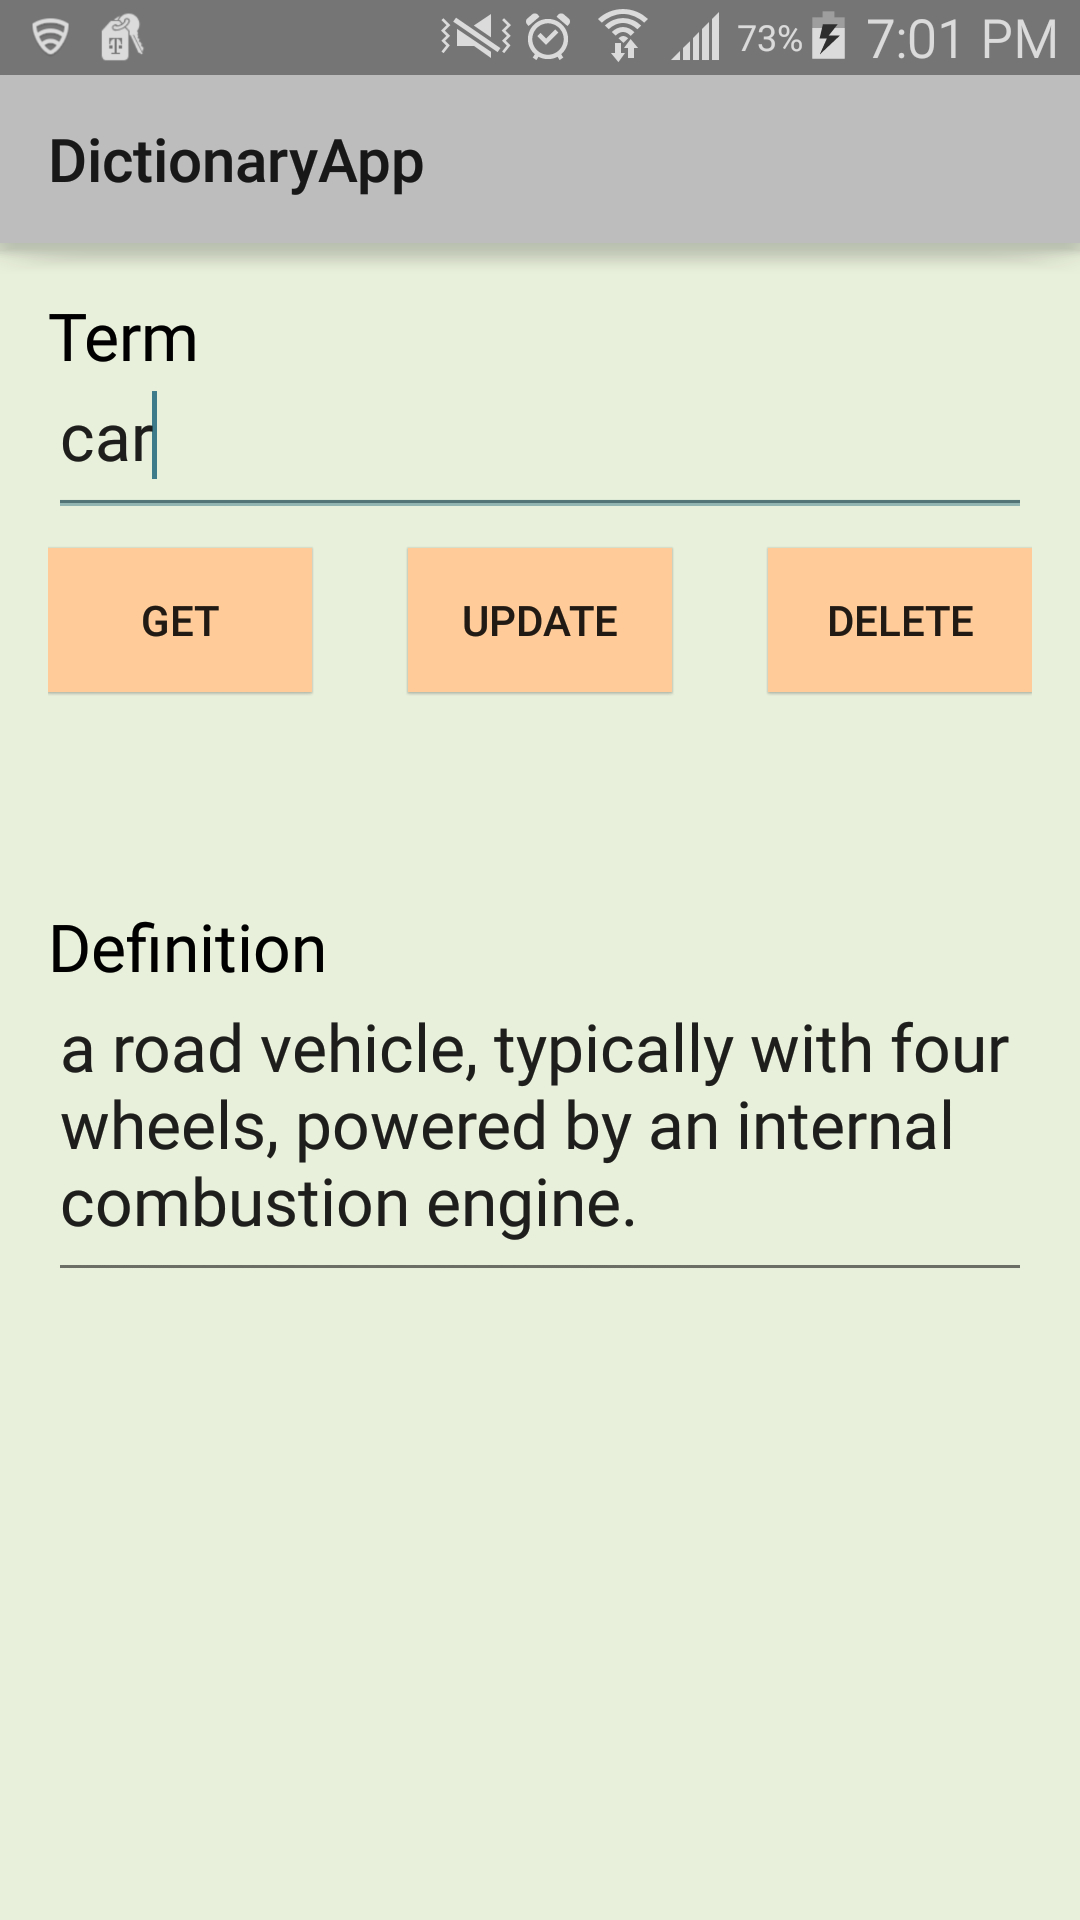 73% 7:01 PM
DictionaryApp
Term
car
GET UPDATE DELETE
Definition
a road vehicle, typically with four
wheels, powered by an internal
combustion engine.